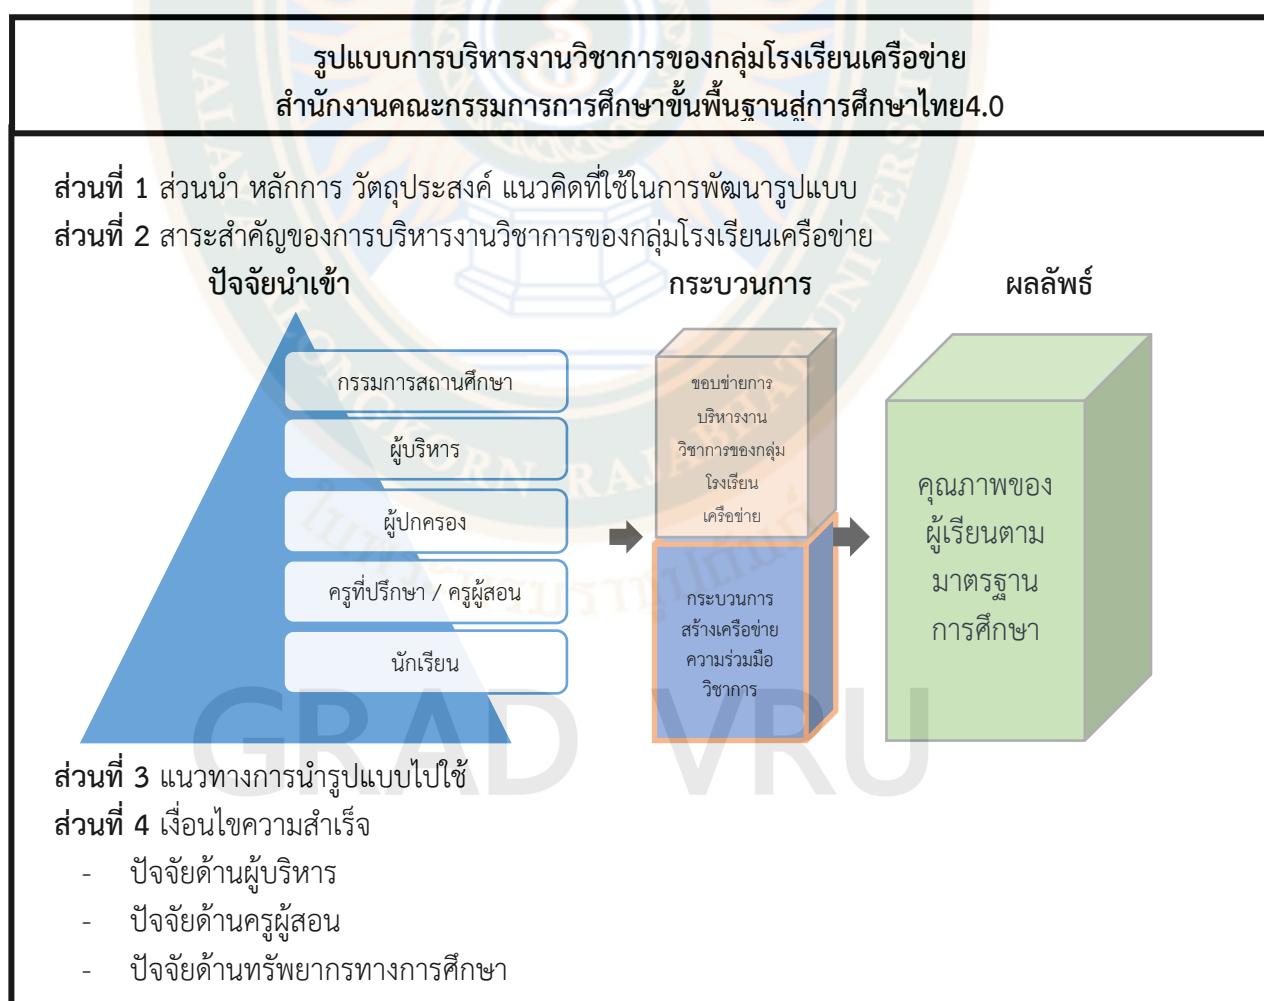 รูปแบบการบริหารงานวิชาการของกลุ่มโรงเรียนเครือข่าย
สำนักงานคณะกรรมการการศึกษาขั้นพื้นฐานสู่การศึกษาไทย4.0
ส่วนที่ 1 ส่วนนำ หลักการ วัตถุประสงค์ แนวคิดที่ใช้ในการพัฒนารูปแบบ
ส่วนที่ 2 สาระสำคัญของการบริหารงานวิชาการของกลุ่มโรงเรียนเครือข่าย
ปัจจัยนำเข้า
กรรมการสถานศึกษา
ผู้บริหาร
ผู้ปกครอง
ครูที่ปรึกษา / ครูผู้สอน
นักเรียน
กระบวนการ
ขอบข่ายการ
บริหารงาน
วิชาการของกลุ่ม
โรงเรียน
เครือข่าย
กระบวนการ
สร้างเครือข่าย
ความร่วมมือ
วิชาการ
ผลลัพธ์
คุณภาพของ
ผู้เรียนตาม
มาตรฐาน
การศึกษา
ส่วนที่ 3 แนวทางการนำรูปแบบไปใช้
ส่วนที่ 4 เงื่อนไขความสำเร็จ
- ปัจจัยด้านผู้บริหาร
- ปัจจัยด้านครูผู้สอน
- ปัจจัยด้านทรัพยากรทางการศึกษา
GRAD VRU
VALAYA ALONGKORN RAJABHAT UNIVERSITY
ในพระบรมราชูปถัมภ์